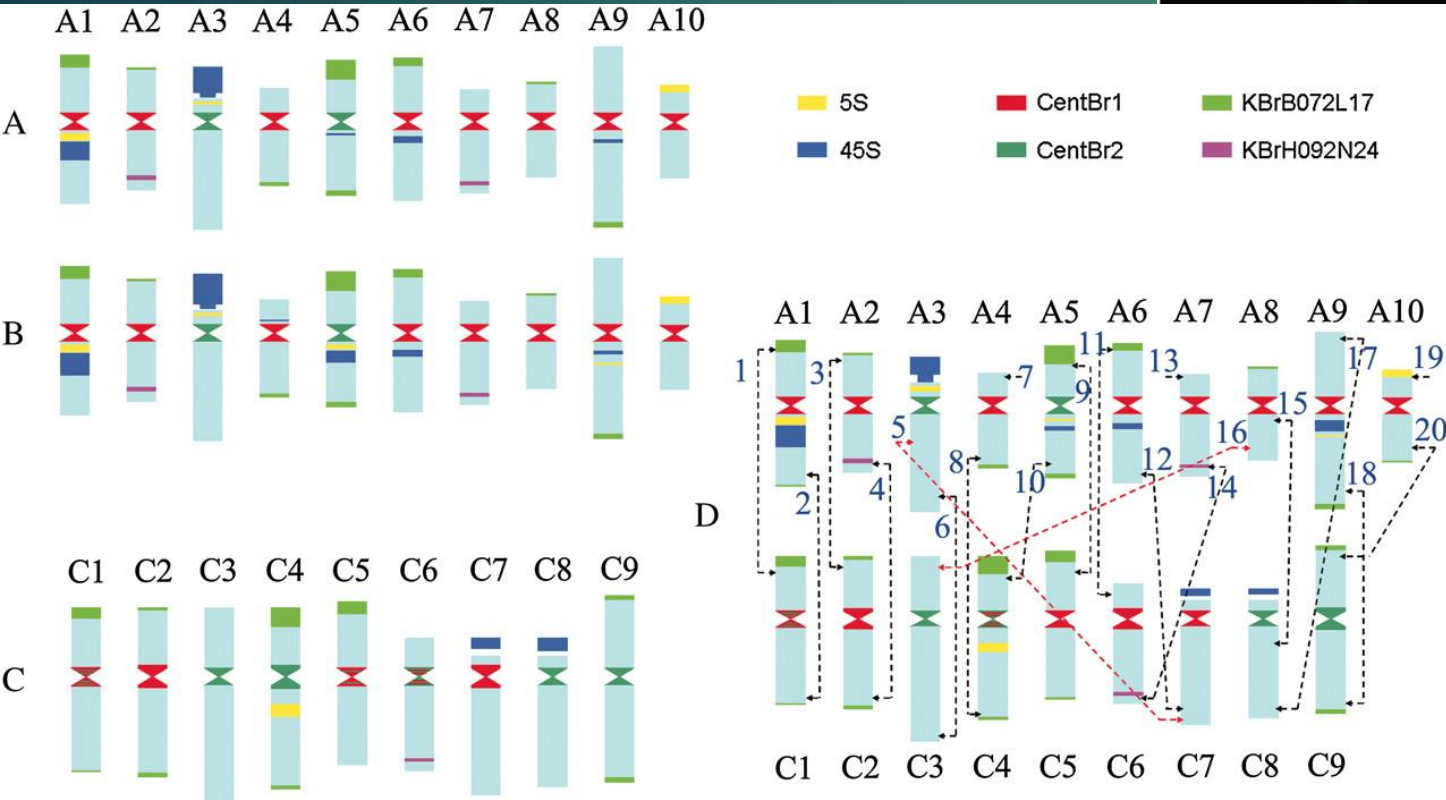 A1 A2 A3 A4 A5 A6 A7 A8 A9 A10
A
5S CentBr1 KBrB072L17
45S CentBr2 KBrH092N24
B
C1 C2 C3 C4 C5 C6 C7 C8 C9
C
A1 A2 A3 A4 A5 A6 A7 A8 A9 A10
1 3 7 11 13 17 19
9
5 16 15 20
8 10 12 14 18
2 4 6
D
C1 C2 C3 C4 C5 C6 C7 C8 C9